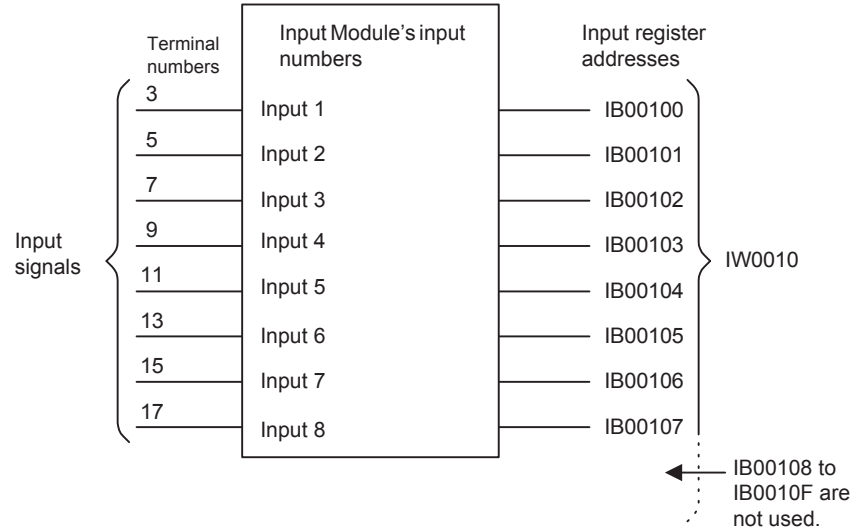 Terminal
numbers
Input Module's input
numbers
Input register
addresses
3
Input 1
IB00100
5
Input 2
IB00101
7
Input 3
IB00102
9
Input 4
IB00103
11
Input 5
IB00104
13
Input 6
IB00105
15
Input 7
IB00106
17
Input 8
IB00107
Input
signals
IW0010
IB00108 to
IB0010F are
not used.